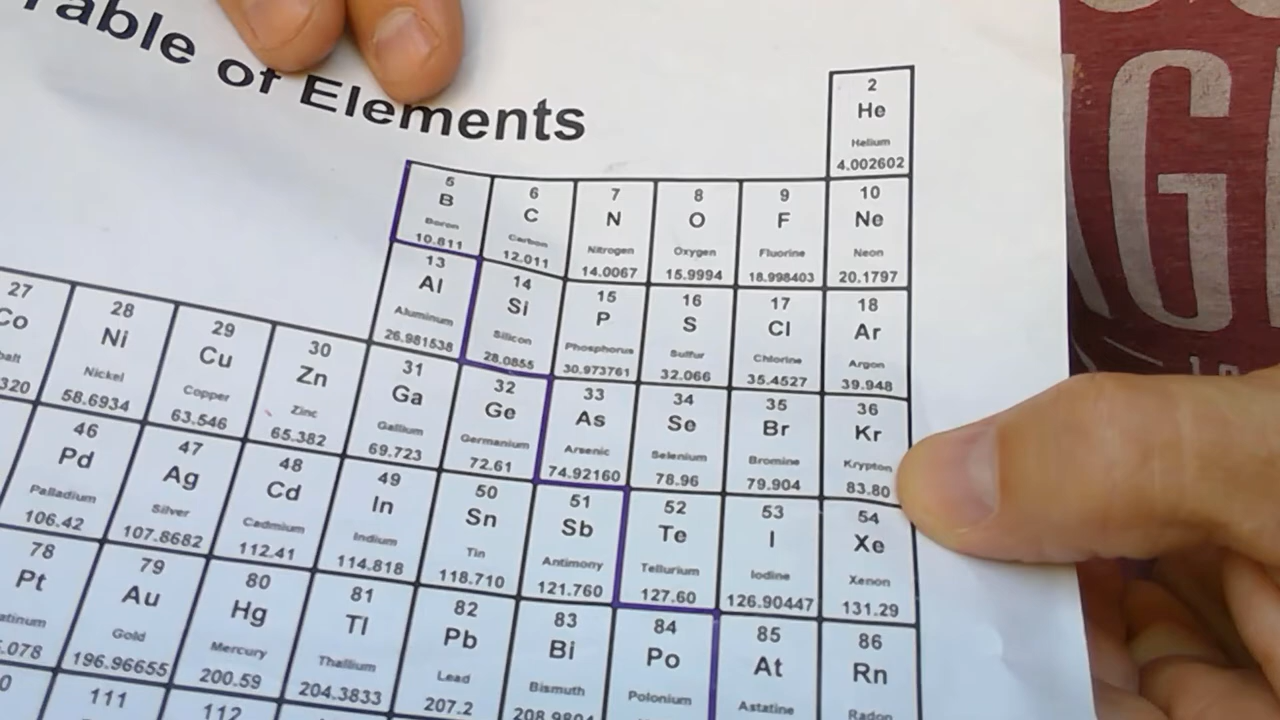 Table of Elements
2
He
Helium
4.002602
5
B
Boron
10.811
6
C
Carbon
12.011
7
N
Nitrogen
14.0067
8
O
Oxygen
15.9994
9
F
Fluorine
18.998403
10
Ne
Neon
20.1797
13
Al
Aluminum
26.981538
14
Si
Silicon
28.0855
15
P
Phosphorus
30.973761
16
S
Sulfur
32.066
17
Cl
Chlorine
35.4527
18
Ar
Argon
39.948
27
Co
balt
320
28
Ni
Nickel
58.6934
29
Cu
Copper
63.546
30
Zn
Zinc
65.382
31
Ga
Gallium
69.723
32
Ge
Germanium
72.61
33
As
Arsenic
74.92160
34
Se
Selenium
78.96
35
Br
Bromine
79.904
36
Kr
Krypton
83.80
46
Pd
Palladium
106.42
47
Ag
Silver
107.8682
48
Cd
Cadmium
112.41
49
In
Indium
114.818
50
Sn
Tin
118.710
51
Sb
Antimony
121.760
52
Te
Tellurium
127.60
53
I
Iodine
126.90447
54
Xe
Xenon
131.29
78
Pt
atinum
5.078
79
Au
Gold
196.96655
80
Hg
Mercury
200.59
81
Tl
Thallium
204.3833
82
Pb
Lead
207.2
83
Bi
Bismuth
208.9804
84
Po
Polonium
85
At
Astatine
86
Rn
Radon
0
111
112
G